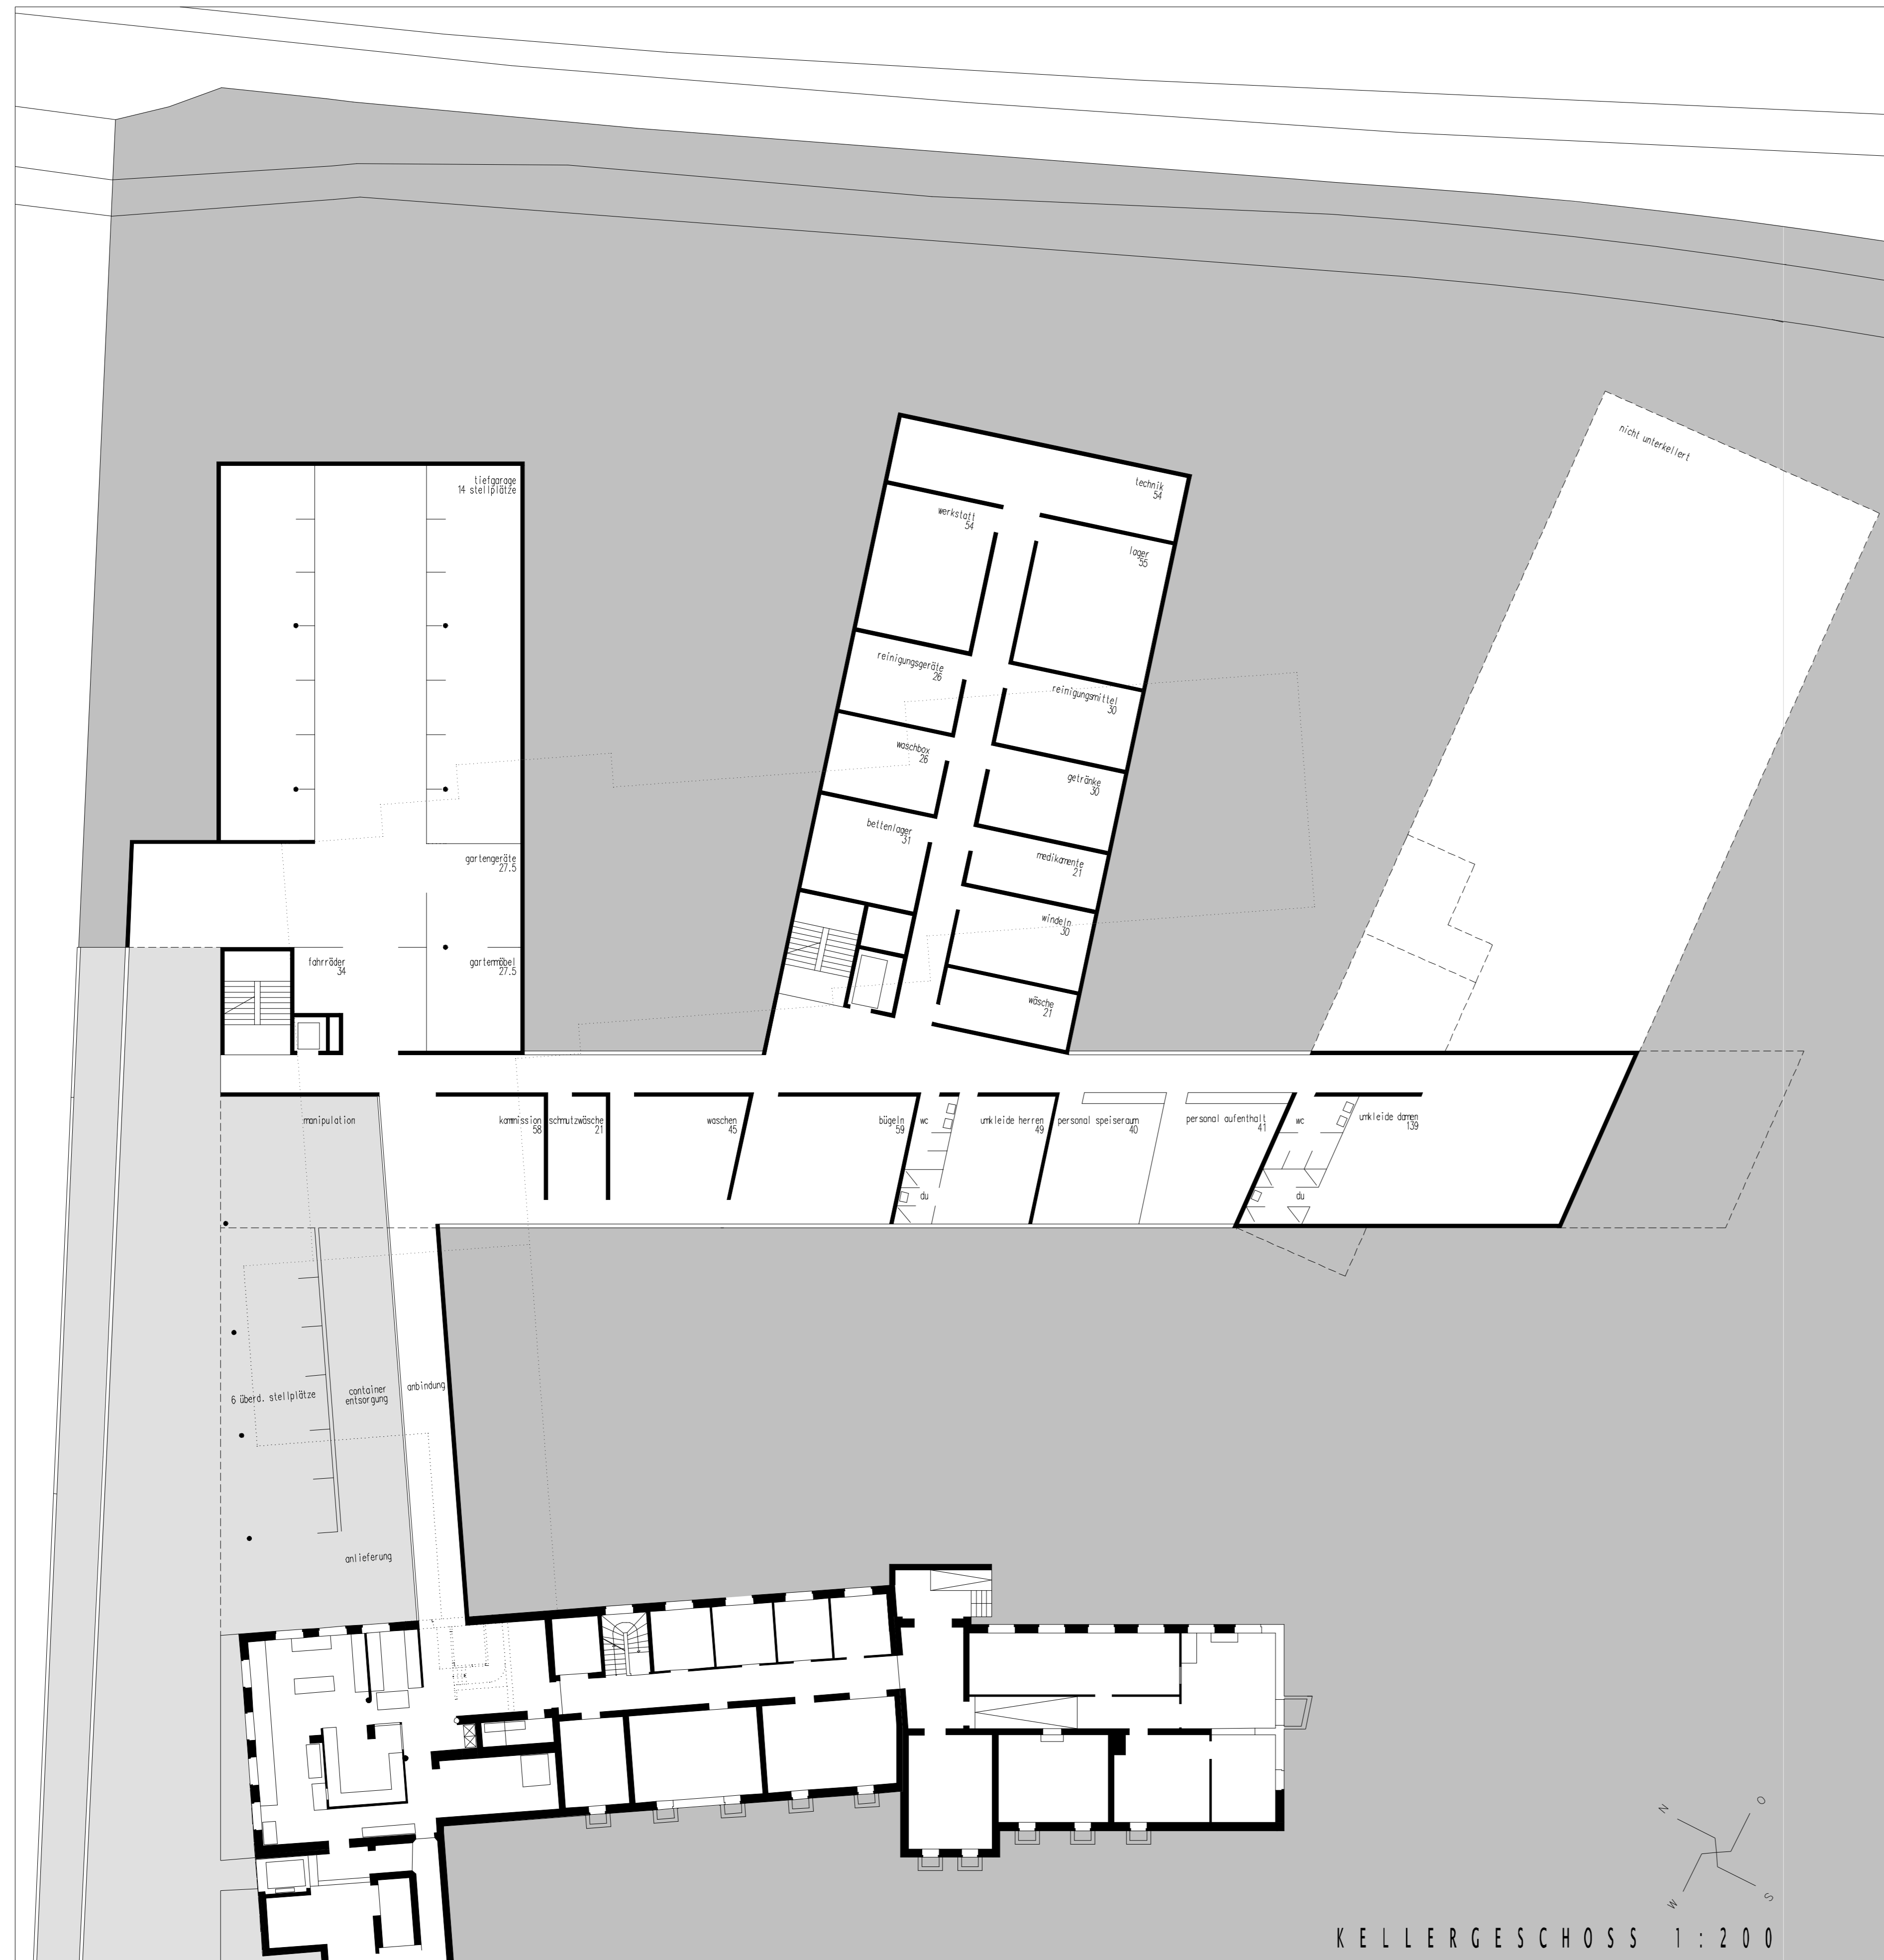 nicht unterkellert
tiefgarage
14 stellplätze
technik
54
werkstatt
54
lager
55
reinigungsgeräte
26
reinigungsmittel
30
waschbox
26
getränke
30
bettenlager
31
medikamente
21
gartengeräte
27.5
windeln
30
fahrräder
34
gartenmöbel
27.5
wäsche
21
manipulation
kommission
58
schmutzwäsche
21
waschen
45
bügeln
59
wc
umkleide herren
49
personal speiseraum
40
personal aufenthalt
41
wc
umkleide damen
139
du
du
6 überd. stellplätze
container
entsorgung
anbindung
anlieferung
N
O
W
S
KELLERGESCHOSS 1:200